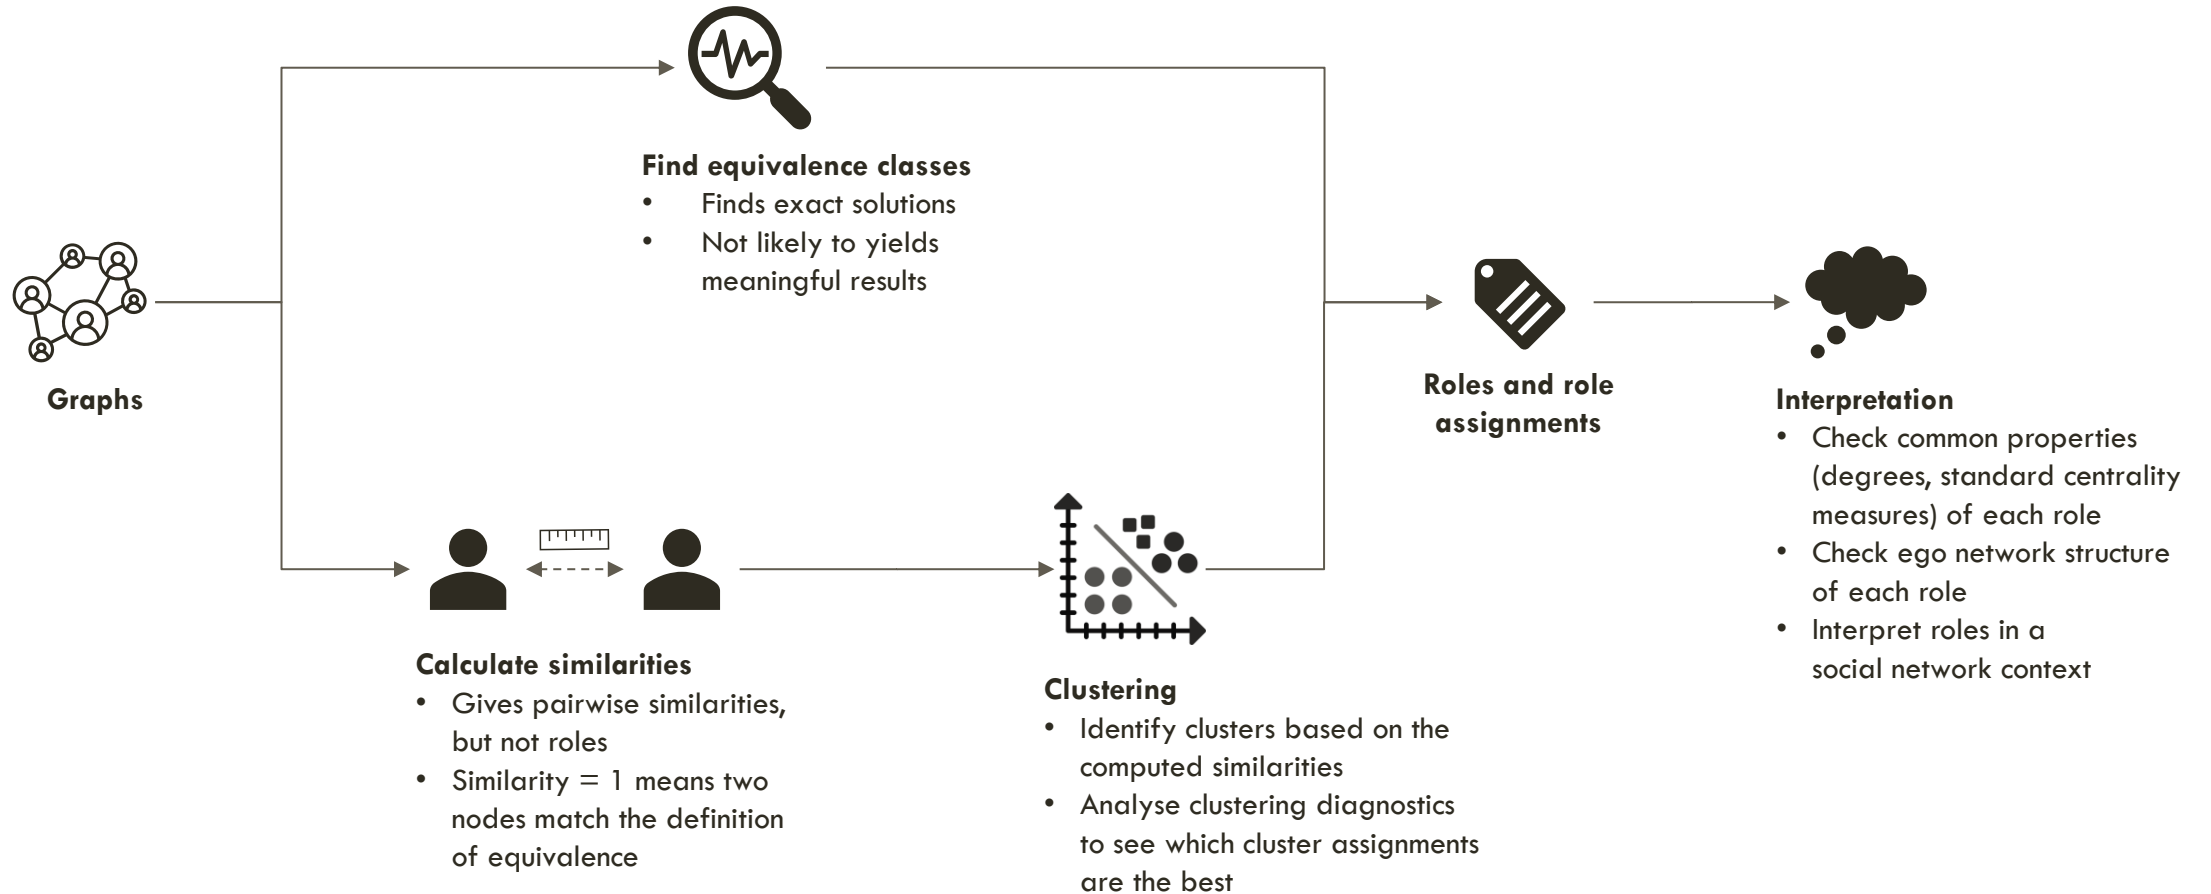 Find equivalence classes
• Finds exact solutions
• Not likely to yields
meaningful results
Graphs
Roles and role
assignments
Interpretation
• Check common properties
(degrees, standard centrality
measures) of each role
• Check ego network structure
of each role
• Interpret roles in a
social network context
Calculate similarities
• Gives pairwise similarities,
but not roles
• Similarity = 1 means two
nodes match the definition
of equivalence
Clustering
• Identify clusters based on the
computed similarities
• Analyse clustering diagnostics
to see which cluster assignments
are the best